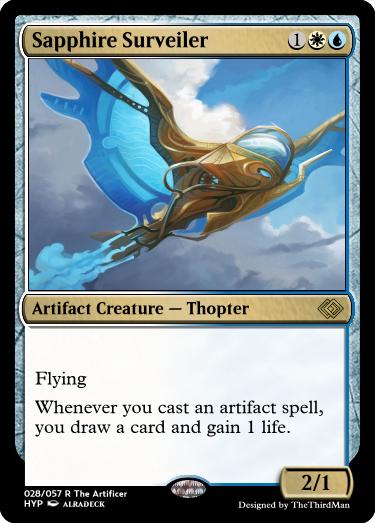 Sapphire Surveiler 1
Artifact Creature — Thopter
Flying
Whenever you cast an artifact spell,
you draw a card and gain 1 life.
2/1
028/057 R The Artificer
HYP ALRADECK
Designed by TheThirdMan